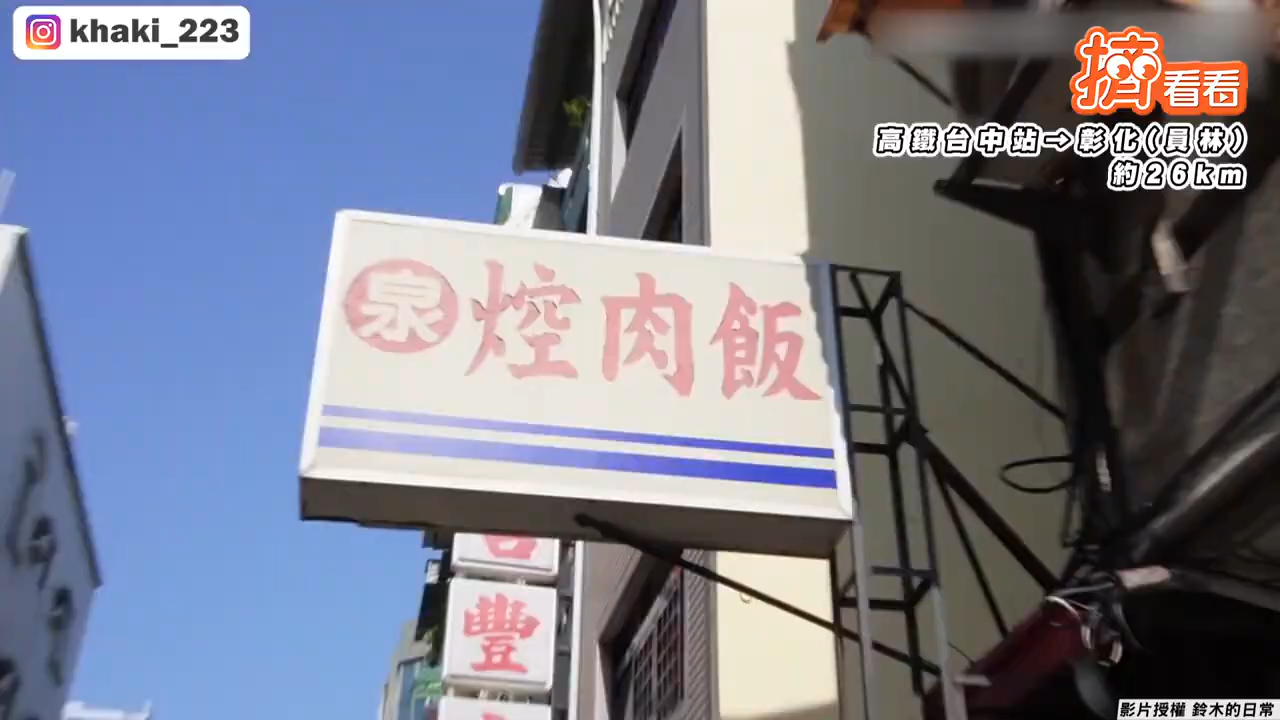 khaki_223
擠看看
高鐵台中站→彰化(員林)
約26km
泉焢肉飯
豐
影片授權 鈴木的日常